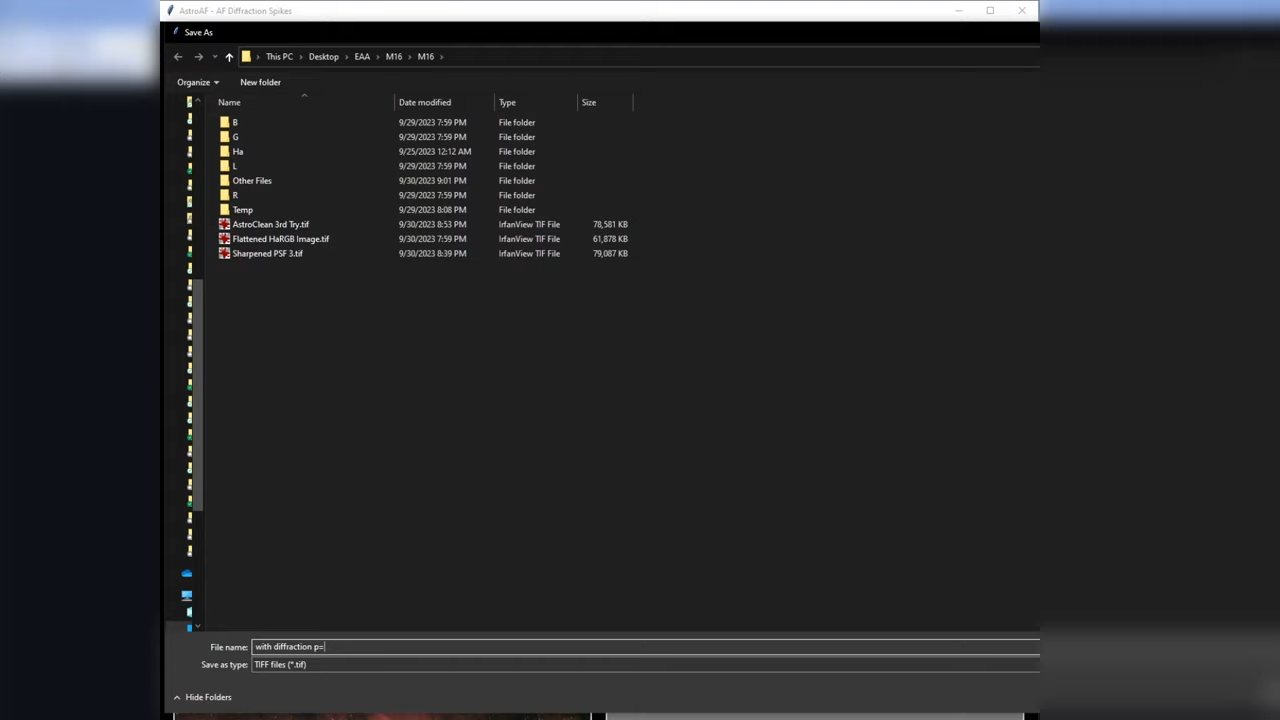 AstroAF - AF Diffraction Spikes
Save As
This PC > Desktop > EAA > M16 > M16 >
Organize New folder
Name Date modified Type Size
B 9/29/2023 7:59 PM File folder
G 9/29/2023 7:59 PM File folder
Ha 9/25/2023 12:12 AM File folder
L 9/29/2023 7:59 PM File folder
Other Files 9/30/2023 9:01 PM File folder
R 9/29/2023 7:59 PM File folder
Temp 9/29/2023 8:08 PM File folder
AstroClean 3rd Try.tif 9/30/2023 8:53 PM IrfanView TIF File 78,581 KB
Flattened HaRGB Image.tif 9/30/2023 7:59 PM IrfanView TIF File 61,878 KB
Sharpened PSF 3.tif 9/30/2023 8:39 PM IrfanView TIF File 79,087 KB
File name: with diffraction p=
Save as type: TIFF files (*.tif)
Hide Folders